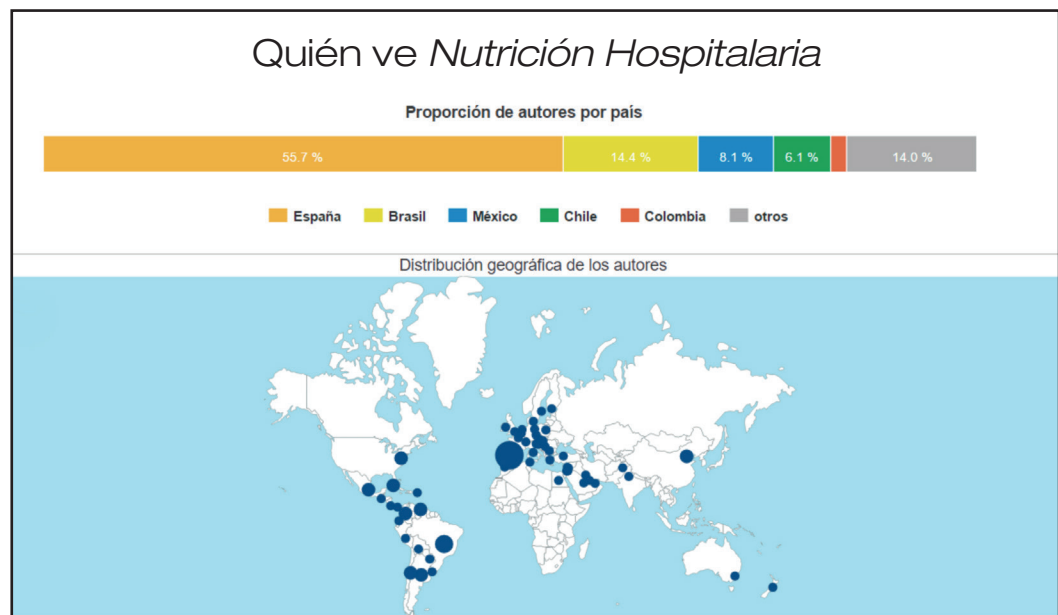 Quién ve Nutrición Hospitalaria
Proporción de autores por país
55.7 % 14.4 % 8.1 % 6.1 % 14.0 %
España Brasil México Chile Colombia otros
Distribución geográfica de los autores